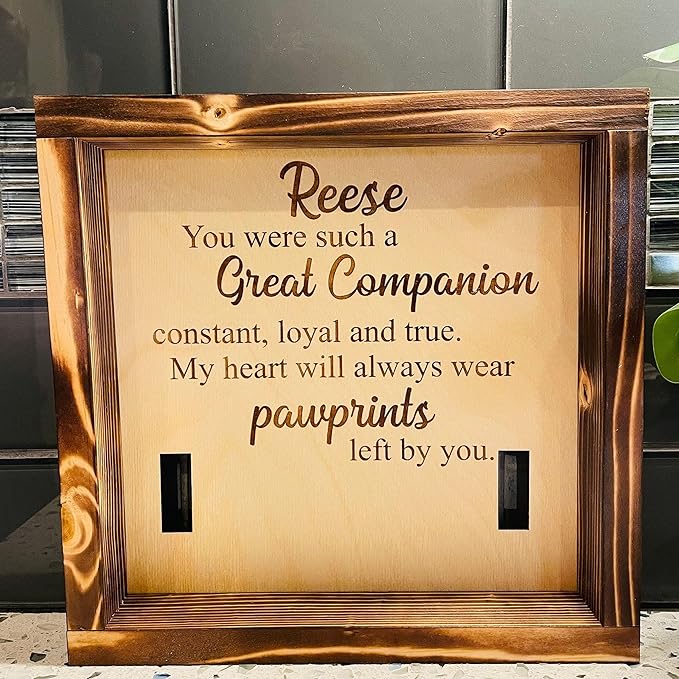 Reese
You were such a
Great Companion
constant, loyal and true.
My heart will always wear
pawprints
left by you.